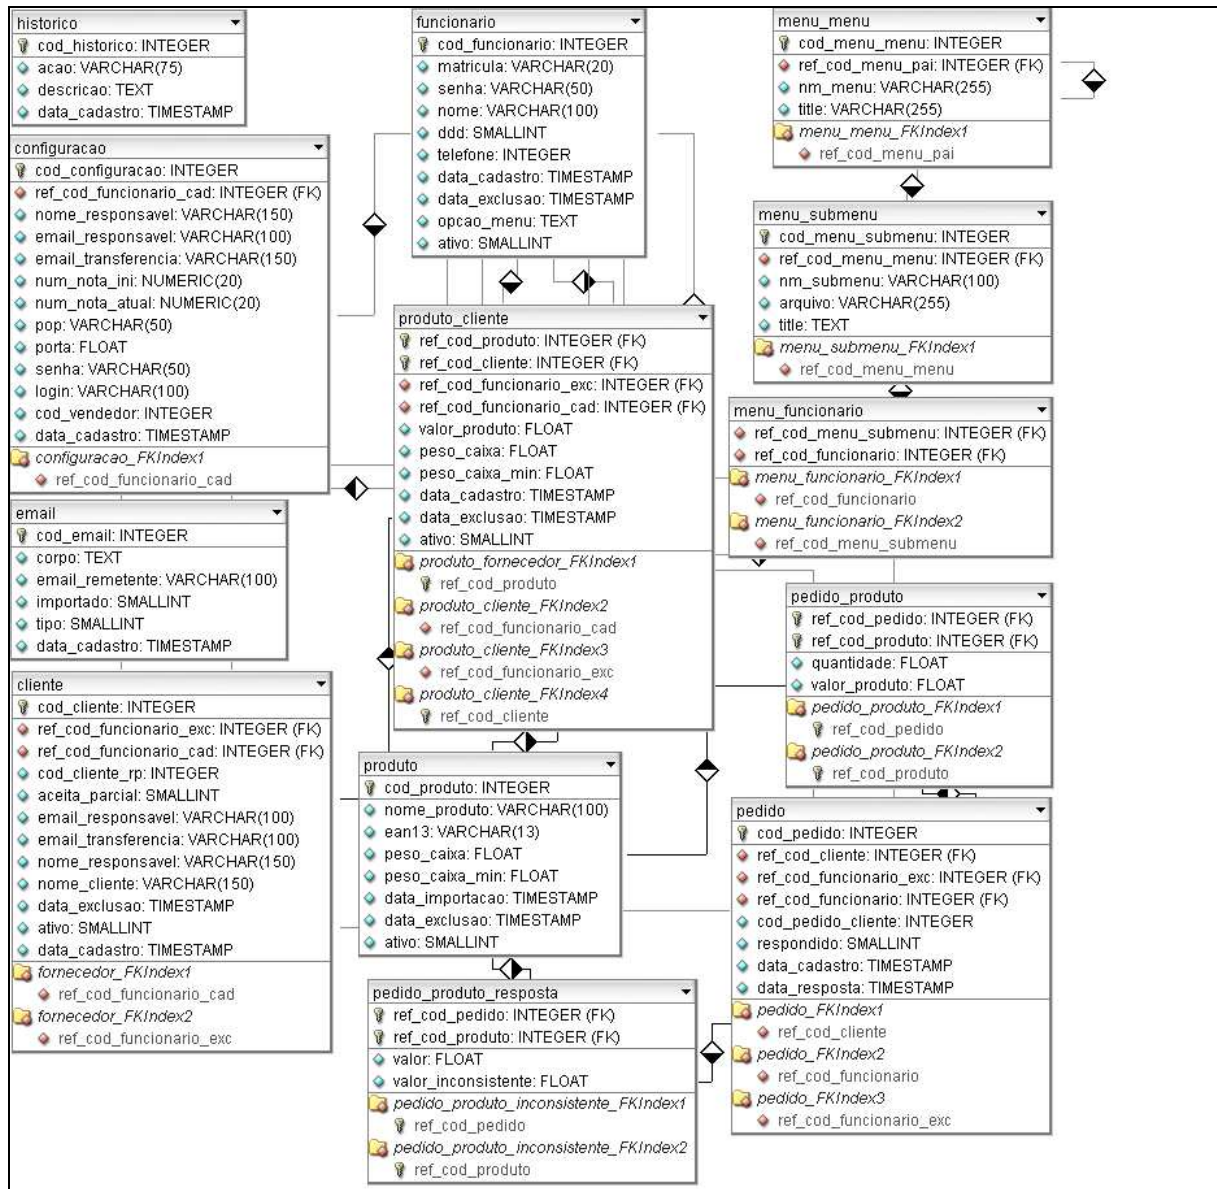 historico
cod_historico: INTEGER
acao: VARCHAR(75)
descricao: TEXT
data_cadastro: TIMESTAMP
configuracao
cod_configuracao: INTEGER
ref_cod_funcionario_cad: INTEGER (FK)
nome_responsavel: VARCHAR(150)
email_responsavel: VARCHAR(100)
email_transferência: VARCHAR(150)
num_nota_ini: NUMERIC(20)
num_nota_atual: NUMERIC(20)
pop: VARCHAR(50)
porta: FLOAT
senha: VARCHAR(50)
login: VARCHAR(100)
cod_vendedor: INTEGER
data_cadastro: TIMESTAMP
configuracao_FKIndex1
ref_cod_funcionario_cad
email
cod_email: INTEGER
corpo: TEXT
email_remetente: VARCHAR(100)
importado: SMALLINT
tipo: SMALLINT
data_cadastro: TIMESTAMP
cliente
cod_cliente: INTEGER
ref_cod_funcionario_exc: INTEGER (FK)
ref_cod_funcionario_cad: INTEGER (FK)
cod_cliente_rp: INTEGER
aceita_parcial: SMALLINT
email_responsavel: VARCHAR(100)
email_transferencia: VARCHAR(100)
nome_responsavel: VARCHAR(150)
nome_cliente: VARCHAR(150)
data_exclusao: TIMESTAMP
ativo: SMALLINT
data_cadastro: TIMESTAMP
fornecedor_FKIndex1
ref_cod_funcionario_cad
fornecedor_FKIndex2
ref_cod_funcionario_exc
funcionario
cod_funcionario: INTEGER
matricula: VARCHAR(20)
senha: VARCHAR(50)
nome: VARCHAR(100)
ddd: SMALLINT
telefone: INTEGER
data_cadastro: TIMESTAMP
data_exclusao: TIMESTAMP
opcao_menu: TEXT
ativo: SMALLINT
produto_cliente
ref_cod_produto: INTEGER (FK)
ref_cod_cliente: INTEGER (FK)
ref_cod_funcionario_exc: INTEGER (FK)
ref_cod_funcionario_cad: INTEGER (FK)
valor_produto: FLOAT
peso_caixa: FLOAT
peso_caixa_min: FLOAT
data_cadastro: TIMESTAMP
data_exclusao: TIMESTAMP
ativo: SMALLINT
produto_fornecedor_FKIndex1
ref_cod_produto
produto_cliente_FKIndex2
ref_cod_funcionario_cad
produto_cliente_FKIndex3
ref_cod_funcionario_exc
produto_cliente_FKIndex4
ref_cod_cliente
produto
cod_produto: INTEGER
nome_produto: VARCHAR(100)
ean13: VARCHAR(13)
peso_caixa: FLOAT
peso_caixa_min: FLOAT
data_importacao: TIMESTAMP
data_exclusao: TIMESTAMP
ativo: SMALLINT
pedido_produto_resposta
ref_cod_pedido: INTEGER (FK)
ref_cod_produto: INTEGER (FK)
valor: FLOAT
valor_inconsistente: FLOAT
pedido_produto_inconsistente_FKIndex1
ref_cod_pedido
pedido_produto_inconsistente_FKIndex2
ref_cod_produto
menu_menu
cod_menu_menu: INTEGER
ref_cod_menu_pai: INTEGER (FK)
nm_menu: VARCHAR(255)
title: VARCHAR(255)
menu_menu_FKIndex1
ref_cod_menu_pai
menu_submenu
cod_menu_submenu: INTEGER
ref_cod_menu_menu: INTEGER (FK)
nm_submenu: VARCHAR(100)
arquivo: VARCHAR(255)
title: TEXT
menu_submenu_FKIndex1
ref_cod_menu_menu
menu_funcionario
ref_cod_menu_submenu: INTEGER (FK)
ref_cod_funcionario: INTEGER (FK)
menu_funcionario_FKIndex1
ref_cod_funcionario
menu_funcionario_FKIndex2
ref_cod_menu_submenu
pedido_produto
ref_cod_pedido: INTEGER (FK)
ref_cod_produto: INTEGER (FK)
quantidade: FLOAT
valor_produto: FLOAT
pedido_produto_FKIndex1
ref_cod_pedido
pedido_produto_FKIndex2
ref_cod_produto
pedido
cod_pedido: INTEGER
ref_cod_cliente: INTEGER (FK)
ref_cod_funcionario_exc: INTEGER (FK)
ref_cod_funcionario: INTEGER (FK)
cod_pedido_cliente: INTEGER
respondido: SMALLINT
data_cadastro: TIMESTAMP
data_resposta: TIMESTAMP
pedido_FKIndex1
ref_cod_cliente
pedido_FKIndex2
ref_cod_funcionario
pedido_FKIndex3
ref_cod_funcionario_exc